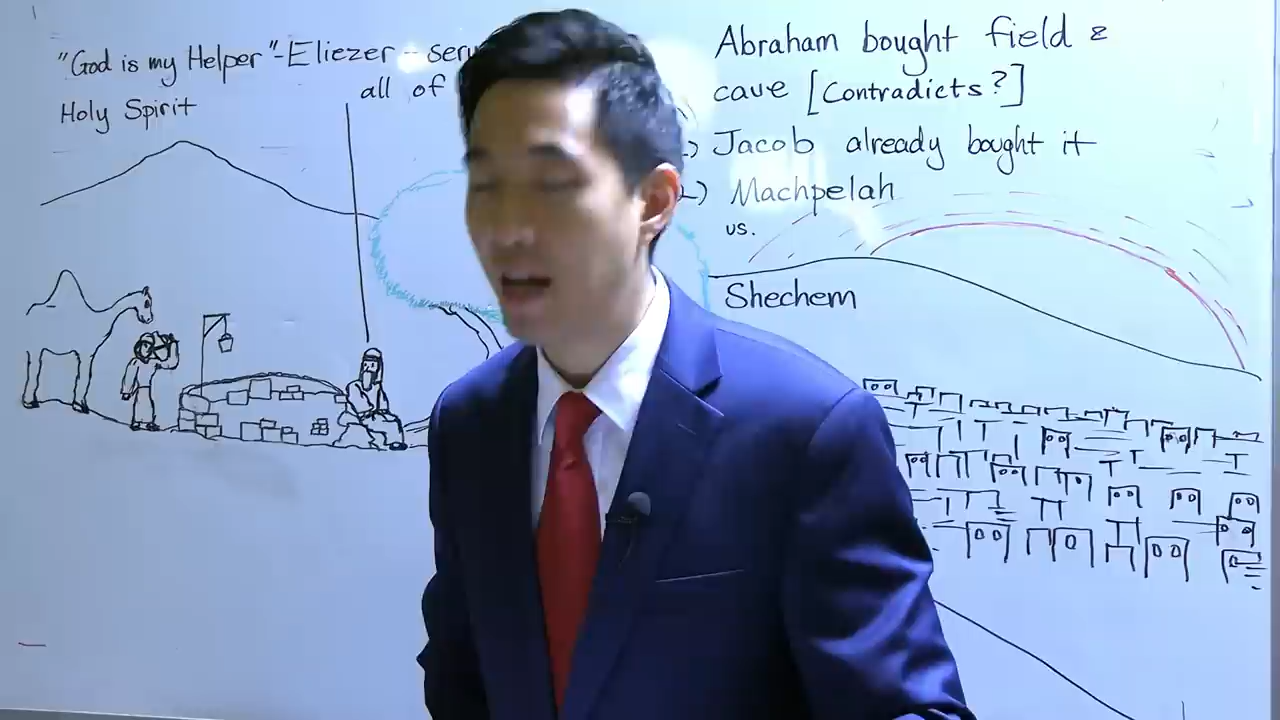 "God is my Helper"-Eliezer - serv
all of
Holy Spirit
Abraham bought field &
cave [Contradicts?]
Jacob already bought it
Machpelah
vs.
Shechem